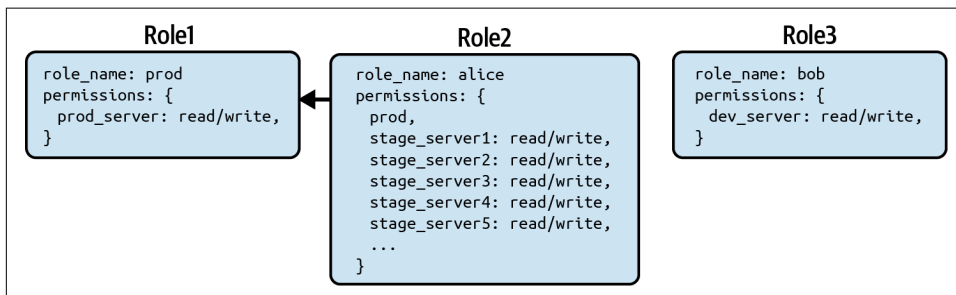 Role1
role_name: prod
permissions: {
  prod_server: read/write,
}
Role2
role_name: alice
permissions: {
  prod,
  stage_server1: read/write,
  stage_server2: read/write,
  stage_server3: read/write,
  stage_server4: read/write,
  stage_server5: read/write,
  ...
}
Role3
role_name: bob
permissions: {
  dev_server: read/write,
}